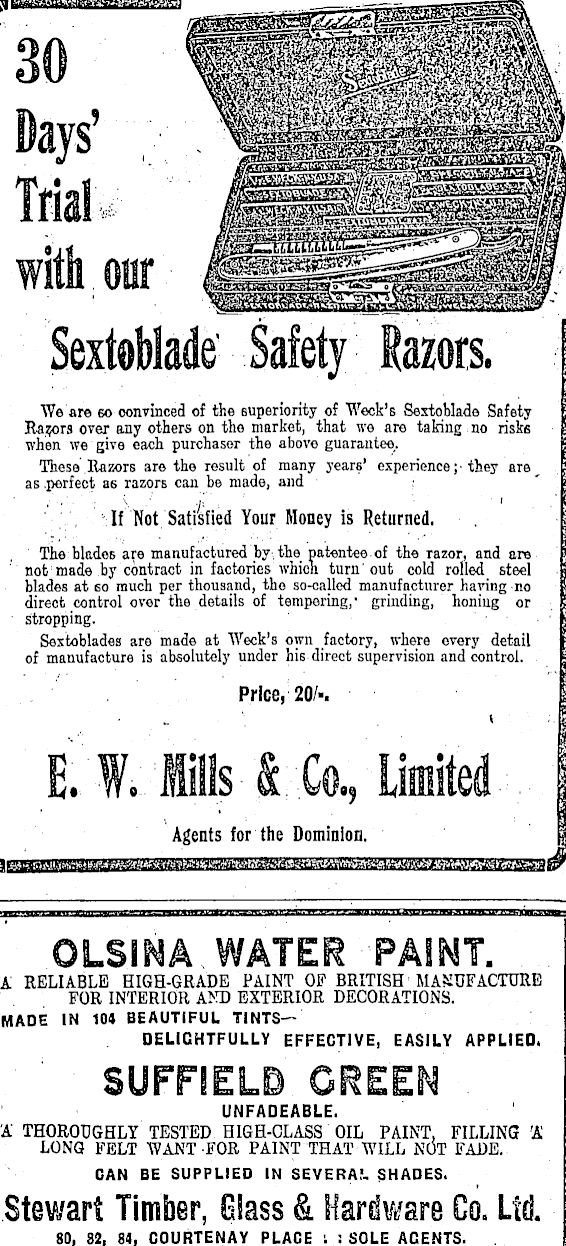 30
Days'
Trial
with our
Sextoblade Safety Razors.
We are so convinced of the superiority of Weck's Sextoblade Safety
Razors over any others on the market, that we are taking no risks
when we give each purchaser the above guarantee.
These Razors are the result of many years' experience; they are
as perfect as razors can be made, and
If Not Satisfied Your Money is Returned.
The blades are manufactured by the patentee of the razor, and are
not made by contract in factories which turn out cold rolled steel
blades at so much per thousand, the so-called manufacturer having no
direct control over the details of tempering, grinding, honing or
stropping.
Sextoblades are made at Weck's own factory, where every detail
of manufacture is absolutely under his direct supervision and control.
Price, 20/-.
E. W. Mills & Co., Limited
Agents for the Dominion.
OLSINA WATER PAINT.
A RELIABLE HIGH-GRADE PAINT OF BRITISH MANUFACTURE
FOR INTERIOR AND EXTERIOR DECORATIONS.
MADE IN 104 BEAUTIFUL TINTS—
DELIGHTFULLY EFFECTIVE, EASILY APPLIED.
SUFFIELD GREEN
UNFADEABLE.
A THOROUGHLY TESTED HIGH-CLASS OIL PAINT, FILLING A
LONG FELT WANT FOR PAINT THAT WILL NOT FADE.
CAN BE SUPPLIED IN SEVERAL SHADES.
Stewart Timber, Glass & Hardware Co. Ltd.
80, 82, 84, COURTENAY PLACE : : SOLE AGENTS.